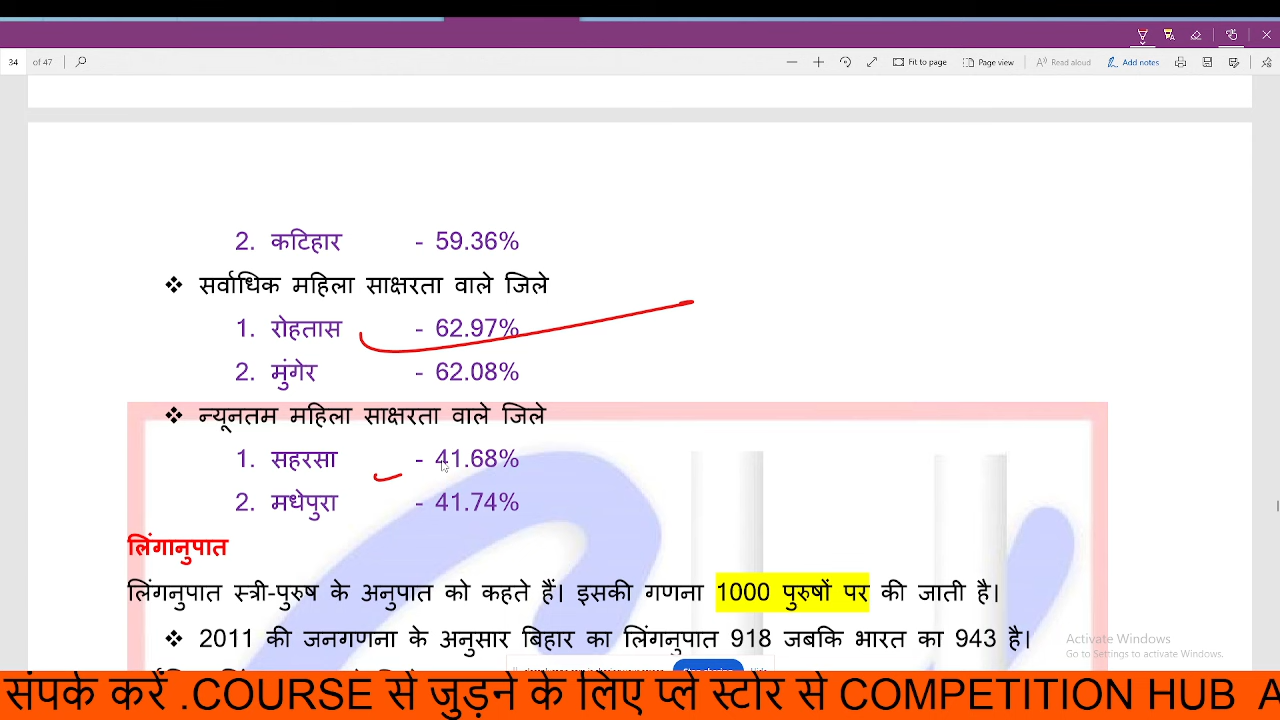 34 of 47 Fit to page Page view Read aloud Add notes
2. कटिहार - 59.36%
❖ सर्वाधिक महिला साक्षरता वाले जिले
1. रोहतास - 62.97%
2. मुंगेर - 62.08%
❖ न्यूनतम महिला साक्षरता वाले जिले
1. सहरसा - 41.68%
2. मधेपुरा - 41.74%
लिंगानुपात
लिंगनुपात स्त्री-पुरुष के अनुपात को कहते हैं। इसकी गणना 1000 पुरुषों पर की जाती है।
❖ 2011 की जनगणना के अनुसार बिहार का लिंगनुपात 918 जबकि भारत का 943 है।
Activate Windows
Go to Settings to activate Windows.
संपर्क करें .COURSE से जुड़ने के लिए प्ले स्टोर से COMPETITION HUB A